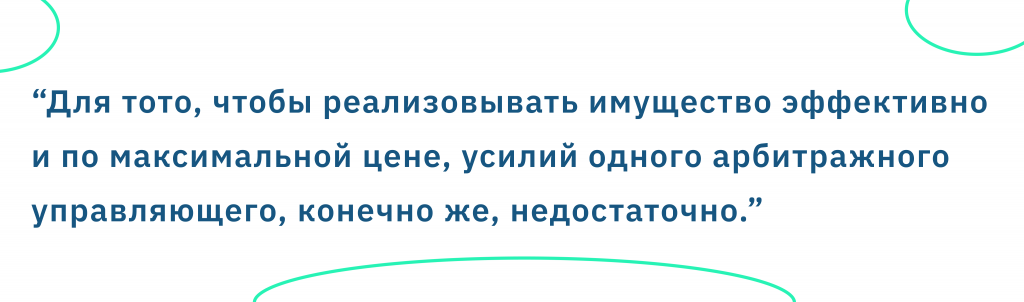 “Для тото, чтобы реализовывать имущество эффективно
и по максимальной цене, усилий одного арбитражного
управляющего, конечно же, недостаточно.”